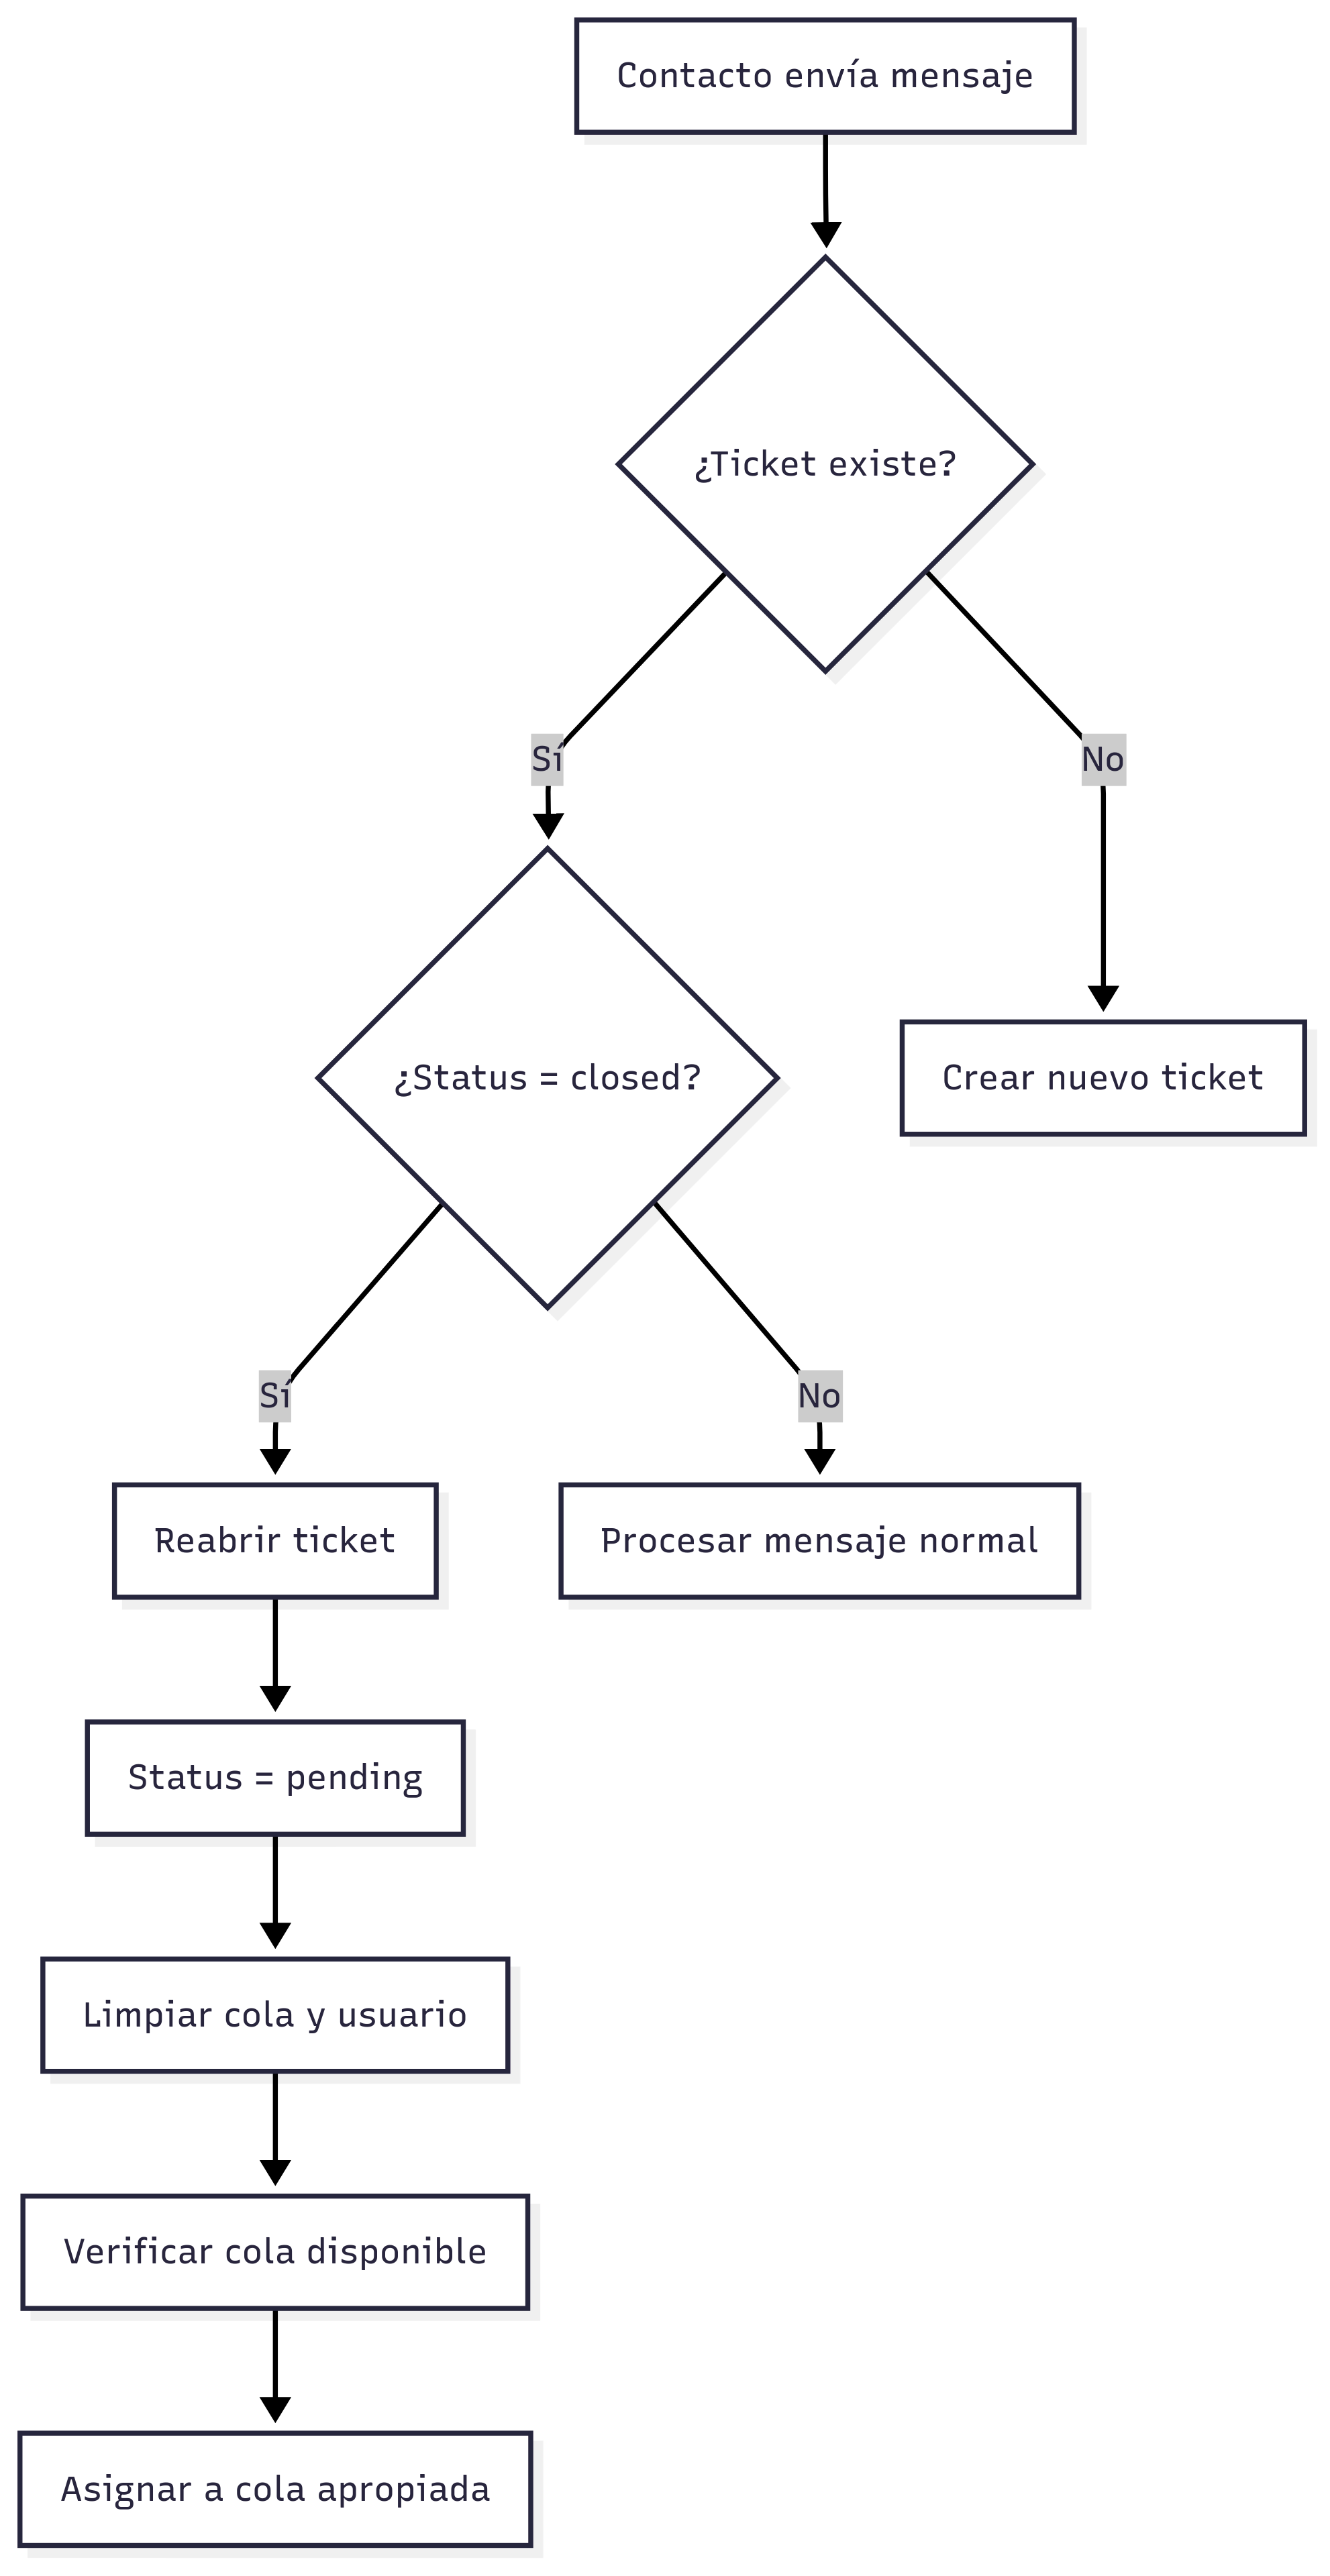 Contacto envía mensaje
¿Ticket existe?
Sí
No
¿Status = closed?
Crear nuevo ticket
Sí
No
Reabrir ticket
Procesar mensaje normal
Status = pending
Limpiar cola y usuario
Verificar cola disponible
Asignar a cola apropiada